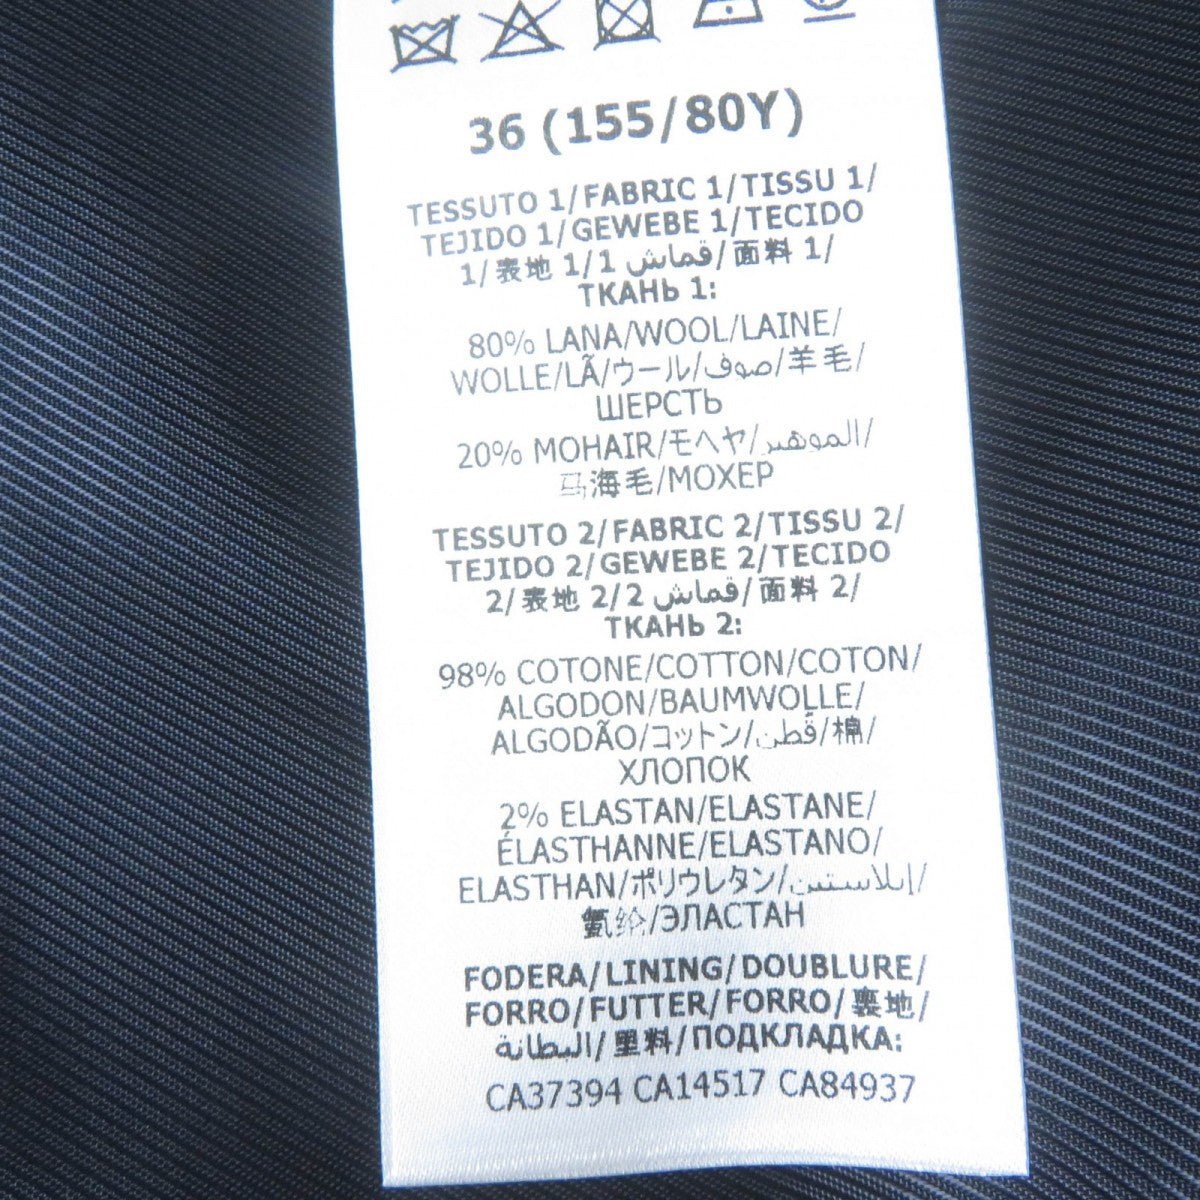 36 (155/80Y)
TESSUTO 1/FABRIC 1/TISSU 1/
TEJIDO 1/GEWEBE 1/TECIDO
1/表地 1/1 قماش/面料 1/
ТКАНЬ 1:
80% LANA/WOOL/LAINE/
WOLLE/LÃ/ウール/صوف/羊毛/
ШЕРСТЬ
20% MOHAIR/モヘヤ/الموهير/
马海毛/МОХЕР
TESSUTO 2/FABRIC 2/TISSU 2/
TEJIDO 2/GEWEBE 2/TECIDO
2/表地 2/2 قماش/面料 2/
ТКАНЬ 2:
98% COTONE/COTTON/COTON/
ALGODON/BAUMWOLLE/
ALGODÃO/コットン/قُطن/棉/
ХЛОПОК
2% ELASTAN/ELASTANE/
ÉLASTHANNE/ELASTANO/
ELASTHAN/ポリウレタン/إيلاستين/
氨纶/ЭЛАСТАН
FODERA/LINING/DOUBLURE/
FORRO/FUTTER/FORRO/裏地/
البطانة/里料/ПОДКЛАДКА:
CA37394 CA14517 CA84937